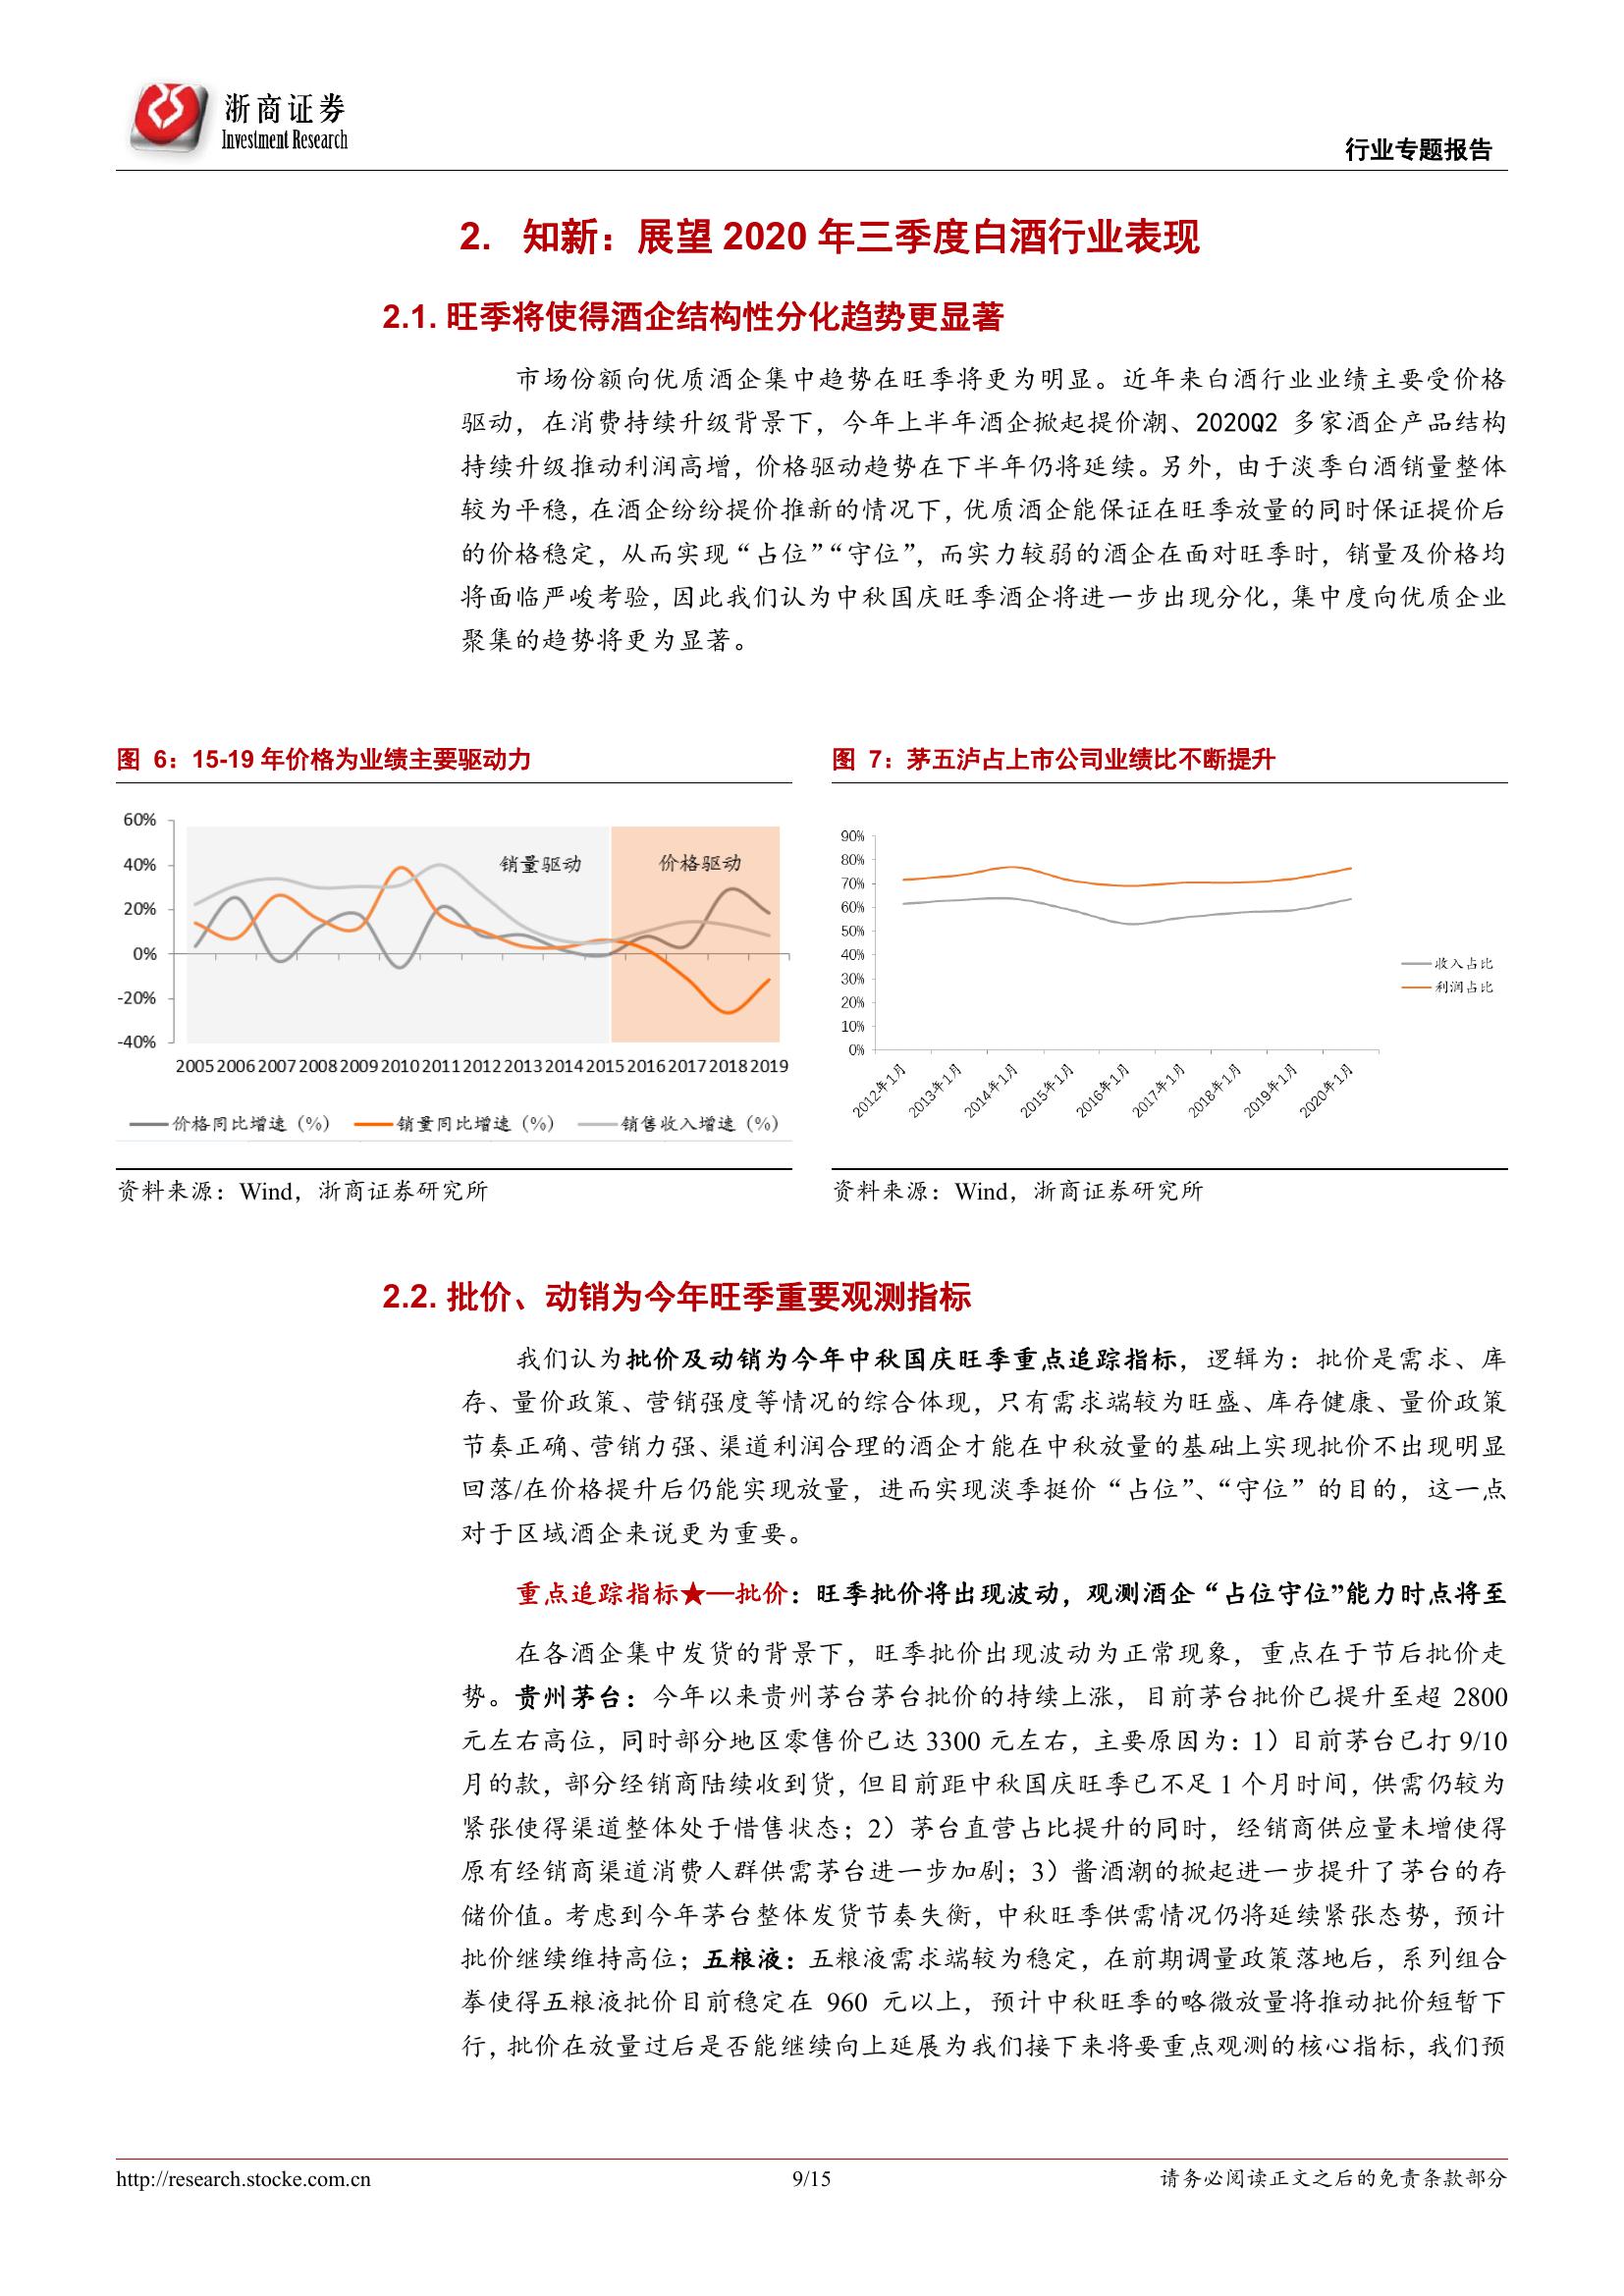 浙商证券
Investment Research
行业专题报告
2. 知新：展望 2020 年三季度白酒行业表现
2.1. 旺季将使得酒企结构性分化趋势更显著
市场份额向优质酒企集中趋势在旺季将更为明显。近年来白酒行业业绩主要受价格
驱动，在消费持续升级背景下，今年上半年酒企掀起提价潮、2020Q2 多家酒企产品结构
持续升级推动利润高增，价格驱动趋势在下半年仍将延续。另外，由于淡季白酒销量整体
较为平稳，在酒企纷纷提价推新的情况下，优质酒企能保证在旺季放量的同时保证提价后
的价格稳定，从而实现“占位”“守位”，而实力较弱的酒企在面对旺季时，销量及价格均
将面临严峻考验，因此我们认为中秋国庆旺季酒企将进一步出现分化，集中度向优质企业
聚集的趋势将更为显著。
图 6：15-19 年价格为业绩主要驱动力
60%
40%
20%
0%
-20%
-40%
销量驱动
价格驱动
2005 2006 2007 2008 2009 2010 2011 2012 2013 2014 2015 2016 2017 2018 2019
价格同比增速（%）
销量同比增速（%）
销售收入增速（%）
资料来源：Wind，浙商证券研究所
图 7：茅五泸占上市公司业绩比不断提升
90%
80%
70%
60%
50%
40%
30%
20%
10%
0%
2012年1月
2013年1月
2014年1月
2015年1月
2016年1月
2017年1月
2018年1月
2019年1月
2020年1月
收入占比
利润占比
资料来源：Wind，浙商证券研究所
2.2. 批价、动销为今年旺季重要观测指标
我们认为批价及动销为今年中秋国庆旺季重点追踪指标，逻辑为：批价是需求、库
存、量价政策、营销强度等情况的综合体现，只有需求端较为旺盛、库存健康、量价政策
节奏正确、营销力强、渠道利润合理的酒企才能在中秋放量的基础上实现批价不出现明显
回落/在价格提升后仍能实现放量，进而实现淡季挺价“占位”、“守位”的目的，这一点
对于区域酒企来说更为重要。
重点追踪指标★—批价：旺季批价将出现波动，观测酒企“占位守位”能力时点将至
在各酒企集中发货的背景下，旺季批价出现波动为正常现象，重点在于节后批价走
势。贵州茅台：今年以来贵州茅台茅台批价的持续上涨，目前茅台批价已提升至超 2800
元左右高位，同时部分地区零售价已达 3300 元左右，主要原因为：1）目前茅台已打 9/10
月的款，部分经销商陆续收到货，但目前距中秋国庆旺季已不足 1 个月时间，供需仍较为
紧张使得渠道整体处于惜售状态；2）茅台直营占比提升的同时，经销商供应量未增使得
原有经销商渠道消费人群供需茅台进一步加剧；3）酱酒潮的掀起进一步提升了茅台的存
储价值。考虑到今年茅台整体发货节奏失衡，中秋旺季供需情况仍将延续紧张态势，预计
批价继续维持高位；五粮液：五粮液需求端较为稳定，在前期调量政策落地后，系列组合
拳使得五粮液批价目前稳定在 960 元以上，预计中秋旺季的略微放量将推动批价短暂下
行，批价在放量过后是否能继续向上延展为我们接下来将要重点观测的核心指标，我们预
http://research.stocke.com.cn
9/15
请务必阅读正文之后的免责条款部分